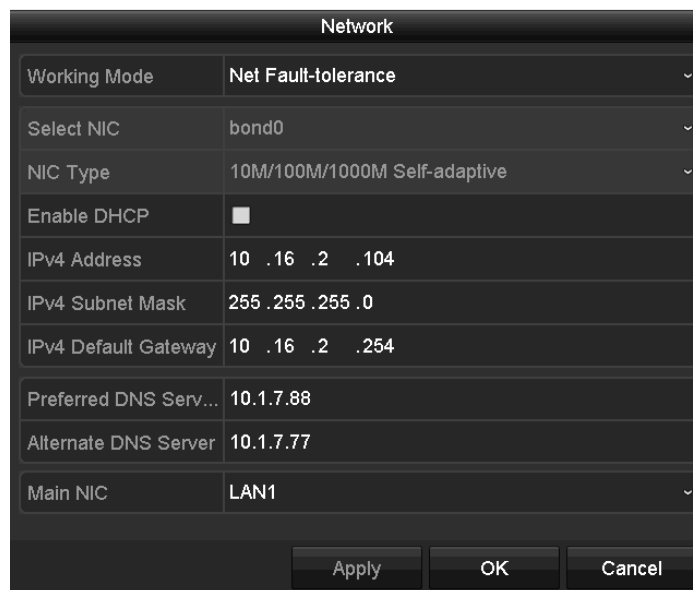 Network
Working Mode Net Fault-tolerance
Select NIC bond0
NIC Type 10M/100M/1000M Self-adaptive
Enable DHCP
IPv4 Address 10 .16 .2 .104
IPv4 Subnet Mask 255 .255 .255 .0
IPv4 Default Gateway 10 .16 .2 .254
Preferred DNS Serv... 10.1.7.88
Alternate DNS Server 10.1.7.77
Main NIC LAN1
Apply OK Cancel